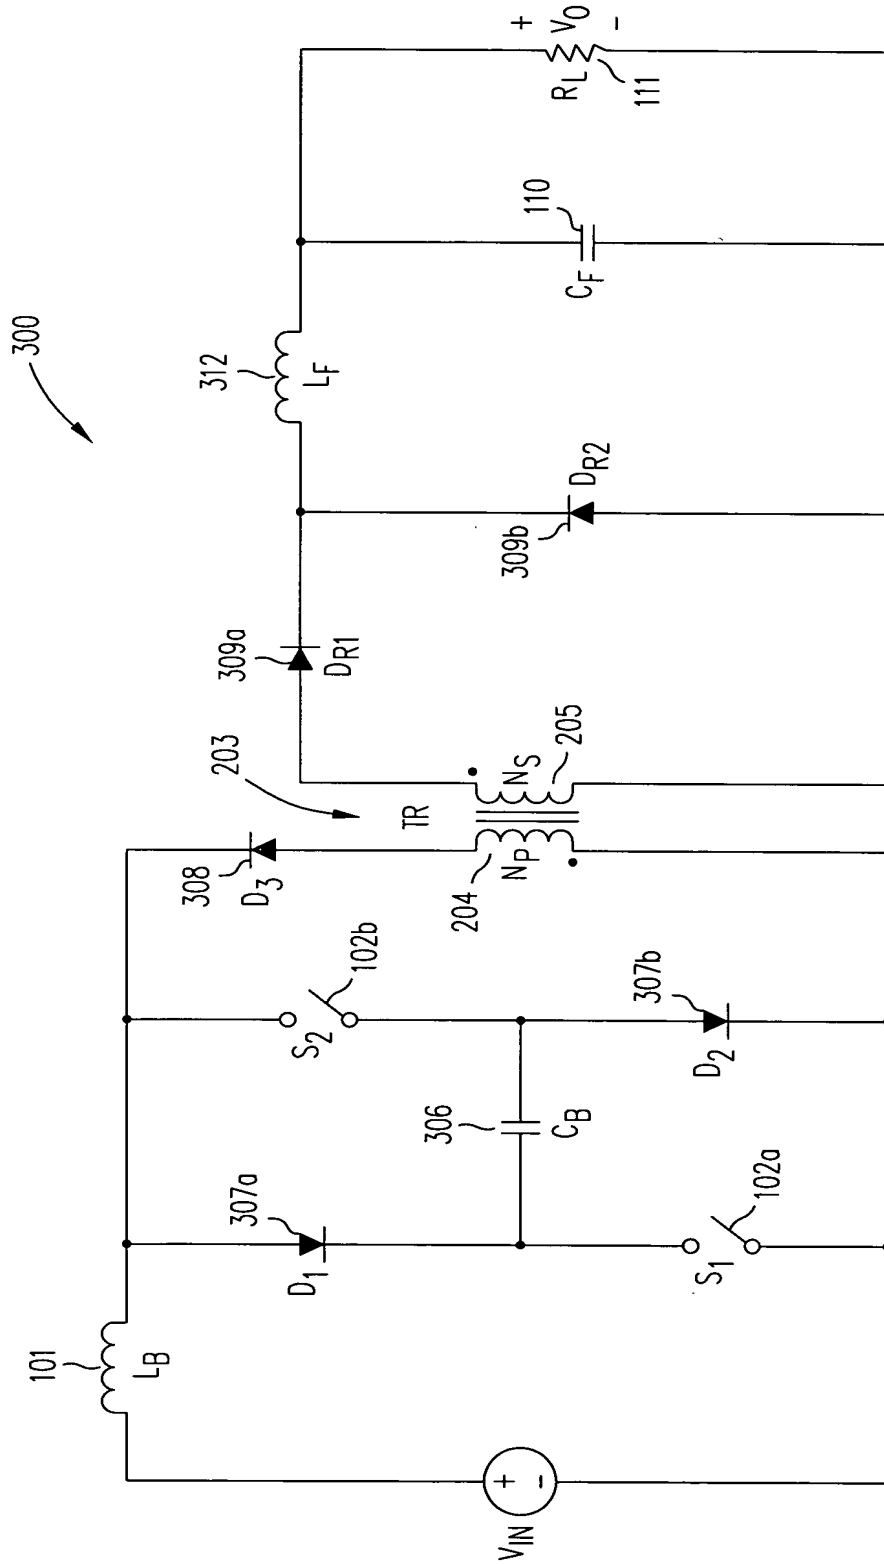 300
101
L_B
V_IN
+
-
307a
D_1
S_1
102a
306
C_B
S_2
102b
307b
D_2
308
D_3
203
TR
204
N_P
N_S
205
309a
D_R1
309b
D_R2
312
L_F
110
C_F
R_L
111
+
V_O
-